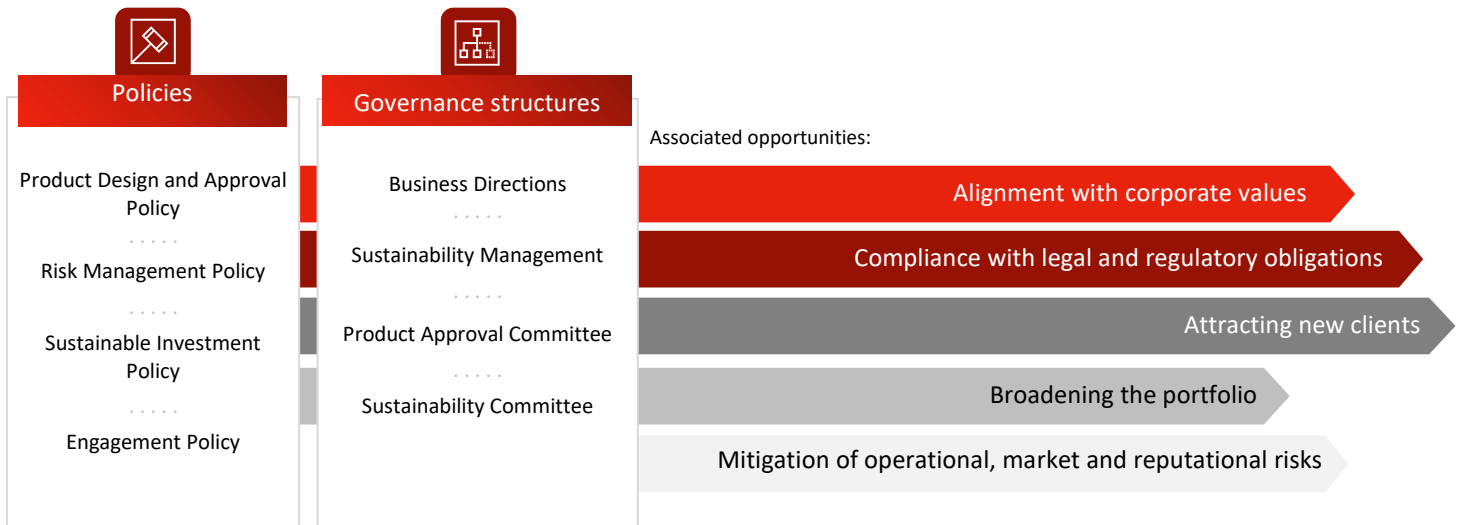 Policies
Product Design and Approval
Policy
Risk Management Policy
Sustainable Investment
Policy
Engagement Policy
Governance structures
Business Directions
Sustainability Management
Product Approval Committee
Sustainability Committee
Associated opportunities:
Alignment with corporate values
Compliance with legal and regulatory obligations
Attracting new clients
Broadening the portfolio
Mitigation of operational, market and reputational risks